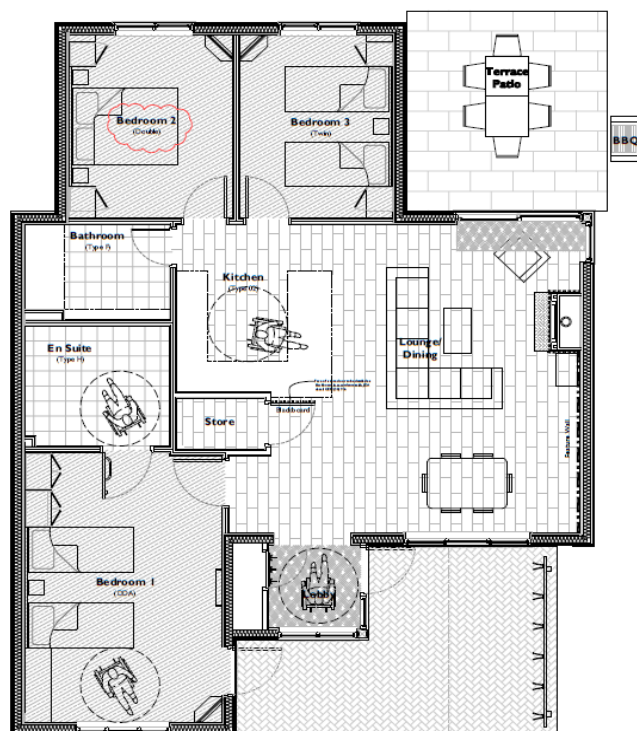 Terrace
Patio
BBQ
Bedroom 2
(Double)
Bedroom 3
(Twin)
Bathroom
(Type F)
Kitchen
Lounge/
Dining
En Suite
(Type H)
Store
Blackboard
Feature Wall
Bedroom 1
(DDA)
Lobby